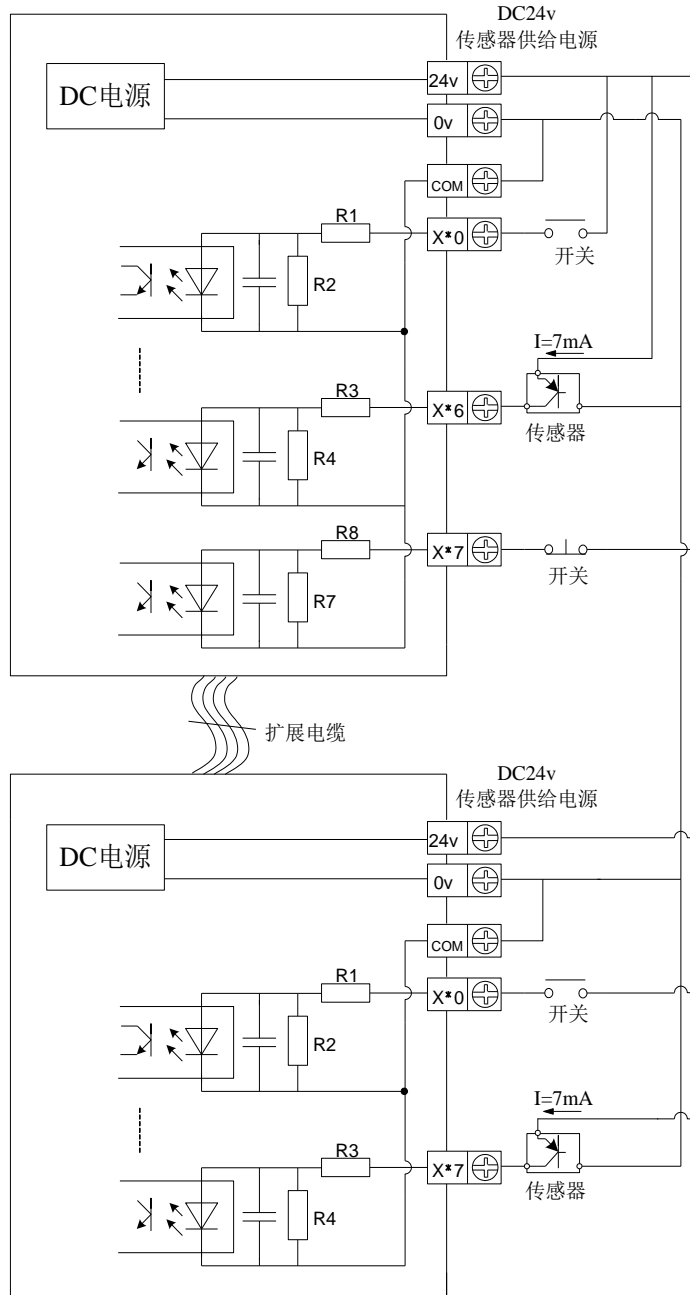 DC24v
传感器供给电源
DC电源
24v
0v
COM
R1
X*0
R2
开关
I=7mA
R3
X*6
R4
传感器
R8
X*7
R7
开关
扩展电缆
DC24v
传感器供给电源
DC电源
24v
0v
COM
R1
X*0
R2
开关
I=7mA
R3
X*7
R4
传感器